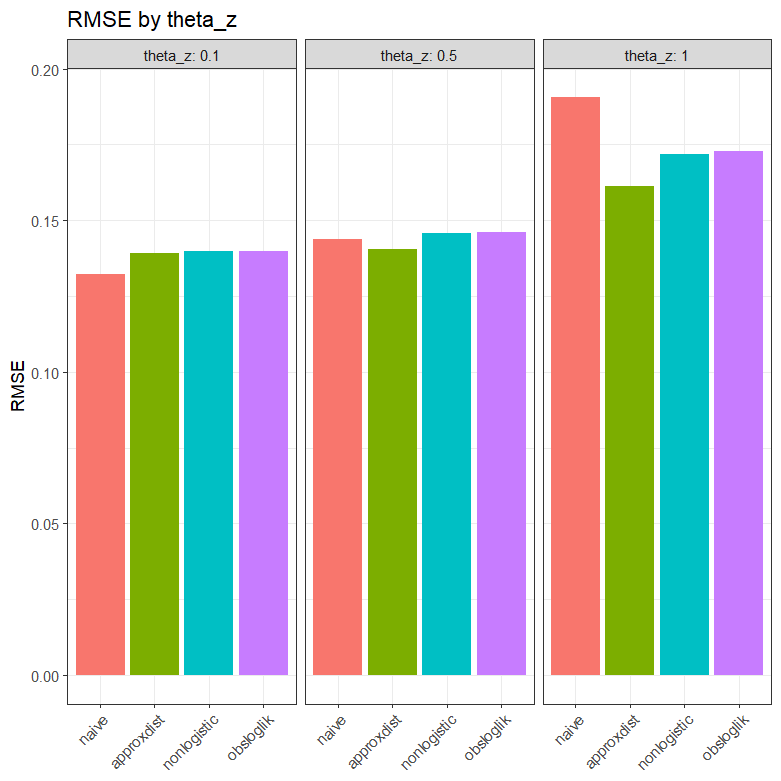 RMSE by theta_z
theta_z: 0.1
theta_z: 0.5
theta_z: 1
0.20
0.15
0.10
0.05
0.00
RMSE
naive
approxdist
nonlogistic
obsloglik
naive
approxdist
nonlogistic
obsloglik
naive
approxdist
nonlogistic
obsloglik